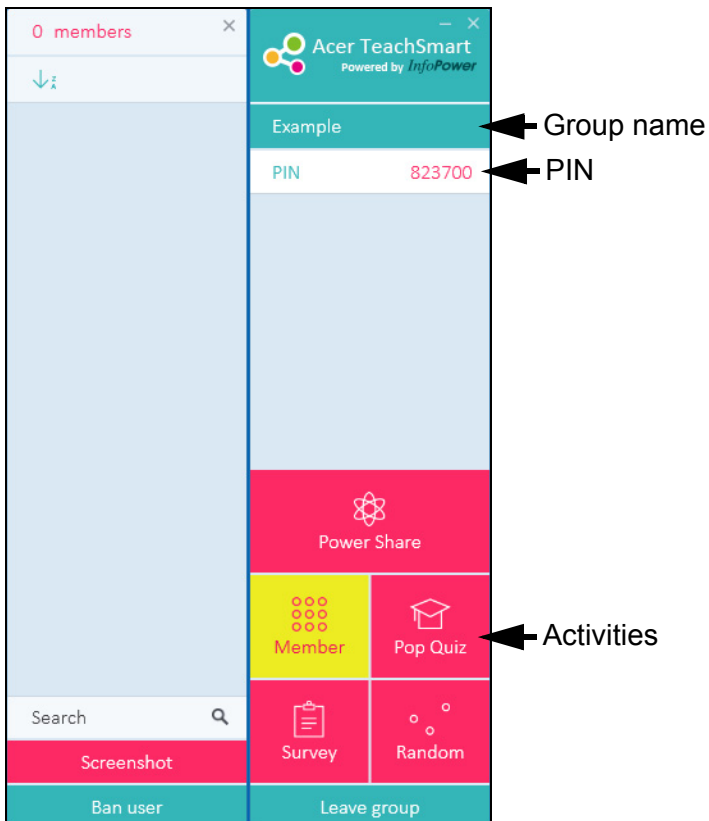 0 members
Acer TeachSmart
Powered by InfoPower
Example
Group name
PIN 823700
PIN
Power Share
Member
Pop Quiz
Activities
Search
Screenshot
Ban user
Survey
Random
Leave group